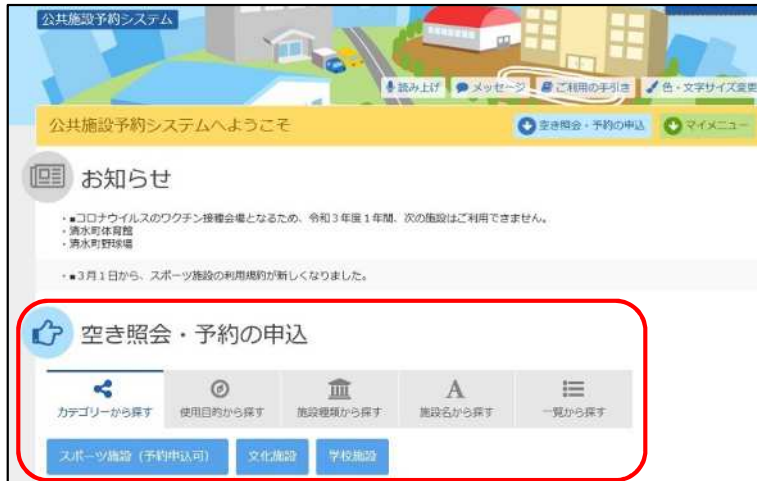 公共施設予約システム
読み上げ メッセージ ご利用の手引き 色・文字サイズ変更
公共施設予約システムへようこそ 空き照会・予約の申込 マイメニュー
お知らせ
・■コロナウイルスのワクチン接種会場となるため、令和3年度1年間、次の施設はご利用できません。
・清水町体育館
・清水町野球場
・■3月1日から、スポーツ施設の利用規約が新しくなりました。
空き照会・予約の申込
カテゴリーから探す 使用目的から探す 施設種類から探す 施設名から探す 一覧から探す
スポーツ施設（予約申込可） 文化施設 学校施設